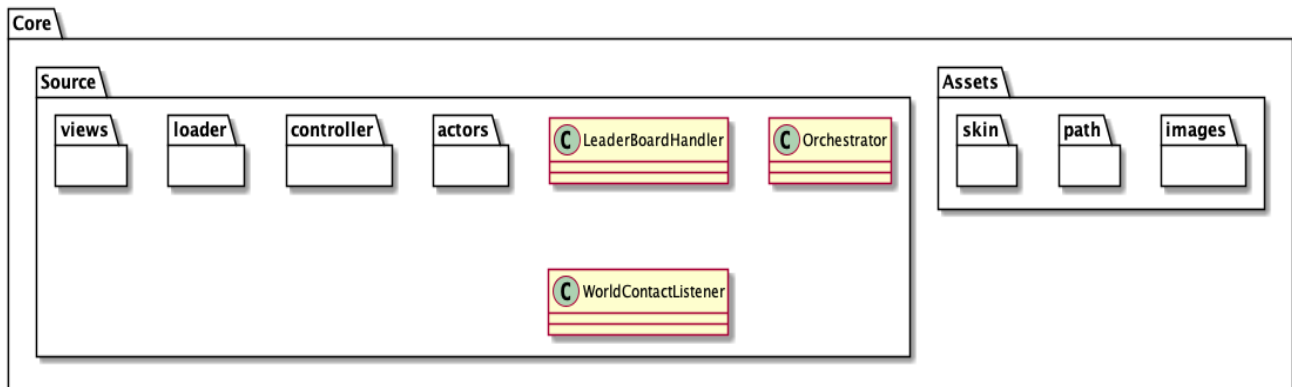 Core
Source
Assets
views
loader
controller
actors
C LeaderBoardHandler
C Orchestrator
skin
path
images
C WorldContactListener